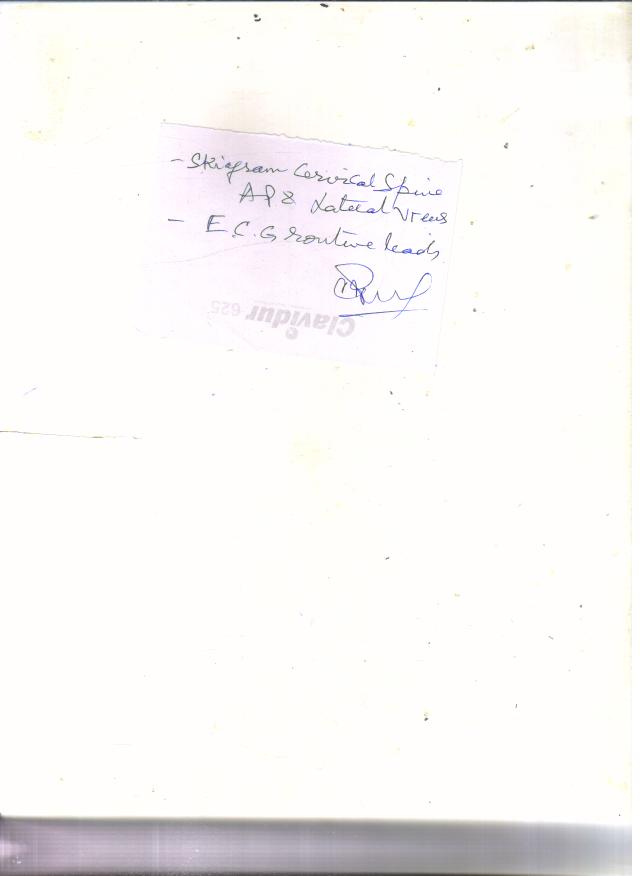 - Skiagram Cervical Spine
AP & Lateral Views
- E.C.G routine leads
Clavidur 625